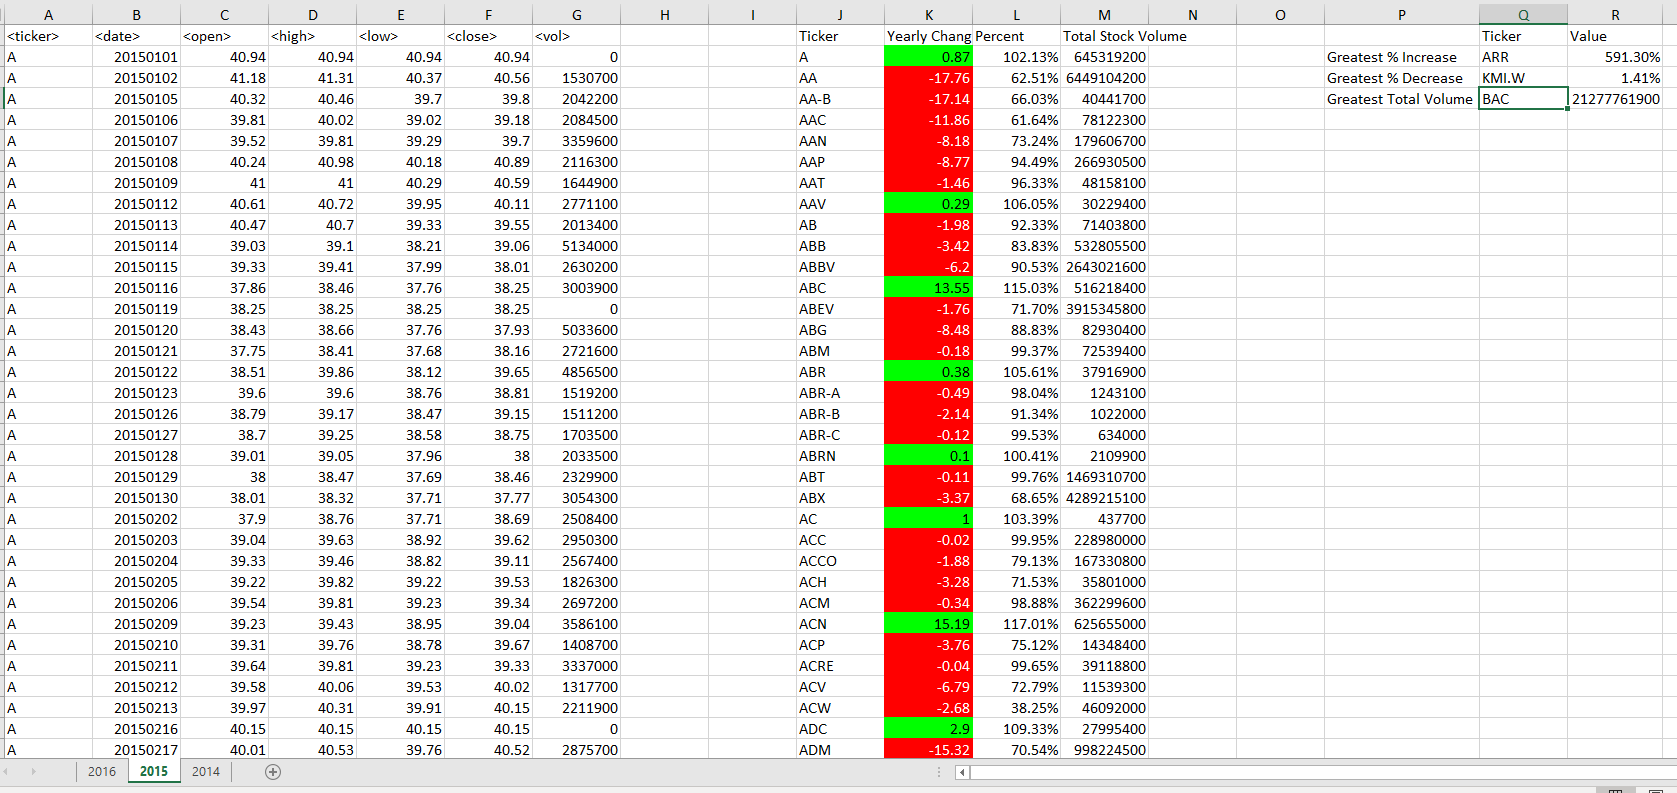 A B C D E F G H I J K L M N O P Q R
<ticker> <date> <open> <high> <low> <close> <vol> Ticker Yearly Chang Percent Total Stock Volume Ticker Value
A 20150101 40.94 40.94 40.94 40.94 0 A 0.87 102.13% 645319200 Greatest % Increase ARR 591.30%
A 20150102 41.18 41.31 40.37 40.56 1530700 AA -17.76 62.51% 6449104200 Greatest % Decrease KMI.W 1.41%
A 20150105 40.32 40.46 39.7 39.8 2042200 AA-B -17.14 66.03% 40441700 Greatest Total Volume BAC 21277761900
A 20150106 39.81 40.02 39.02 39.18 2084500 AAC -11.86 61.64% 78122300
A 20150107 39.52 39.81 39.29 39.7 3359600 AAN -8.18 73.24% 179606700
A 20150108 40.24 40.98 40.18 40.89 2116300 AAP -8.77 94.49% 266930500
A 20150109 41 41 40.29 40.59 1644900 AAT -1.46 96.33% 48158100
A 20150112 40.61 40.72 39.95 40.11 2771100 AAV 0.29 106.05% 30229400
A 20150113 40.47 40.7 39.33 39.55 2013400 AB -1.98 92.33% 71403800
A 20150114 39.03 39.1 38.21 39.06 5134000 ABB -3.42 83.83% 532805500
A 20150115 39.33 39.41 37.99 38.01 2630200 ABBV -6.2 90.53% 2643021600
A 20150116 37.86 38.46 37.76 38.25 3003900 ABC 13.55 115.03% 516218400
A 20150119 38.25 38.25 38.25 38.25 0 ABEV -1.76 71.70% 3915345800
A 20150120 38.43 38.66 37.76 37.93 5033600 ABG -8.48 88.83% 82930400
A 20150121 37.75 38.41 37.68 38.16 2721600 ABM -0.18 99.37% 72539400
A 20150122 38.51 39.86 38.12 39.65 4856500 ABR 0.38 105.61% 37916900
A 20150123 39.6 39.6 38.76 38.81 1519200 ABR-A -0.49 98.04% 1243100
A 20150126 38.79 39.17 38.47 39.15 1511200 ABR-B -2.14 91.34% 1022000
A 20150127 38.7 39.25 38.58 38.75 1703500 ABR-C -0.12 99.53% 634000
A 20150128 39.01 39.05 37.96 38 2033500 ABRN 0.1 100.41% 2109900
A 20150129 38 38.47 37.69 38.46 2329900 ABT -0.11 99.76% 1469310700
A 20150130 38.01 38.32 37.71 37.77 3054300 ABX -3.37 68.65% 4289215100
A 20150202 37.9 38.76 37.71 38.69 2508400 AC 1 103.39% 437700
A 20150203 39.04 39.63 38.92 39.62 2950300 ACC -0.02 99.95% 228980000
A 20150204 39.33 39.46 38.82 39.11 2567400 ACCO -1.88 79.13% 167330800
A 20150205 39.22 39.82 39.22 39.53 1826300 ACH -3.28 71.53% 35801000
A 20150206 39.54 39.81 39.23 39.34 2697200 ACM -0.34 98.88% 362299600
A 20150209 39.23 39.43 38.95 39.04 3586100 ACN 15.19 117.01% 625655000
A 20150210 39.31 39.76 38.78 39.67 1408700 ACP -3.76 75.12% 14348400
A 20150211 39.64 39.81 39.23 39.33 3337000 ACRE -0.04 99.65% 39118800
A 20150212 39.58 40.06 39.53 40.02 1317700 ACV -6.79 72.79% 11539300
A 20150213 39.97 40.31 39.91 40.15 2211900 ACW -2.68 38.25% 46092000
A 20150216 40.15 40.15 40.15 40.15 0 ADC 2.9 109.33% 27995400
A 20150217 40.01 40.53 39.76 40.52 2875700 ADM -15.32 70.54% 998224500
2016 2015 2014